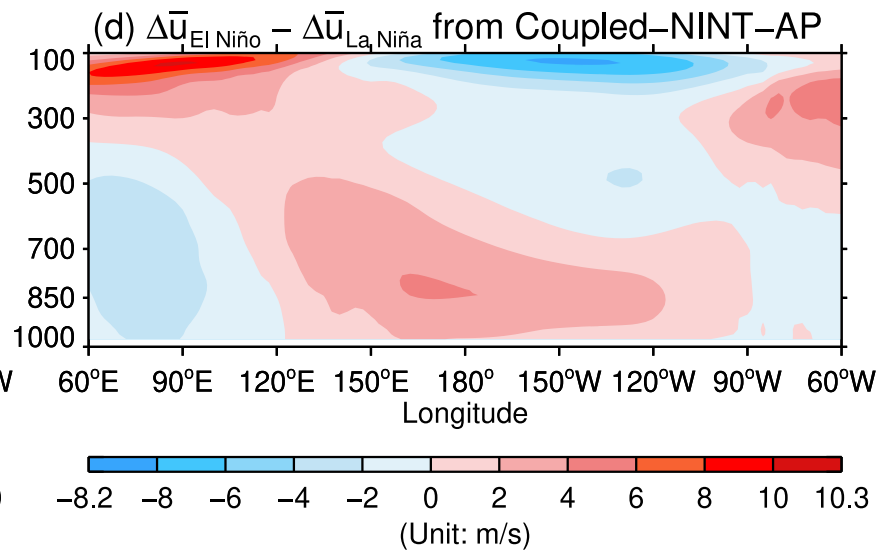 (d) Δu̅ El Niño – Δu̅ La Niña from Coupled–NINT–AP
100
300
500
700
850
1000
W 60°E 90°E 120°E 150°E 180° 150°W 120°W 90°W 60°W
Longitude
–8.2 –8 –6 –4 –2 0 2 4 6 8 10 10.3
(Unit: m/s)